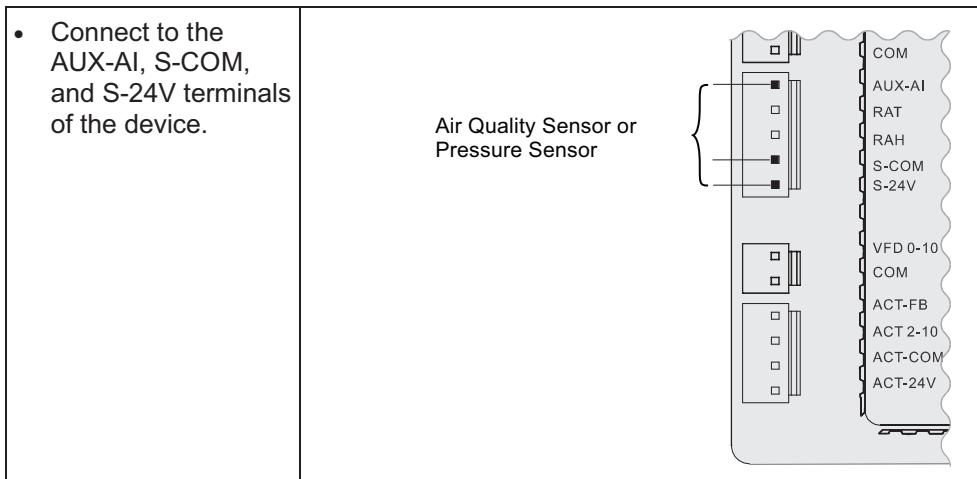 • Connect to the
AUX-AI, S-COM,
and S-24V terminals
of the device.
Air Quality Sensor or
Pressure Sensor
COM
AUX-AI
RAT
RAH
S-COM
S-24V
VFD 0-10
COM
ACT-FB
ACT 2-10
ACT-COM
ACT-24V